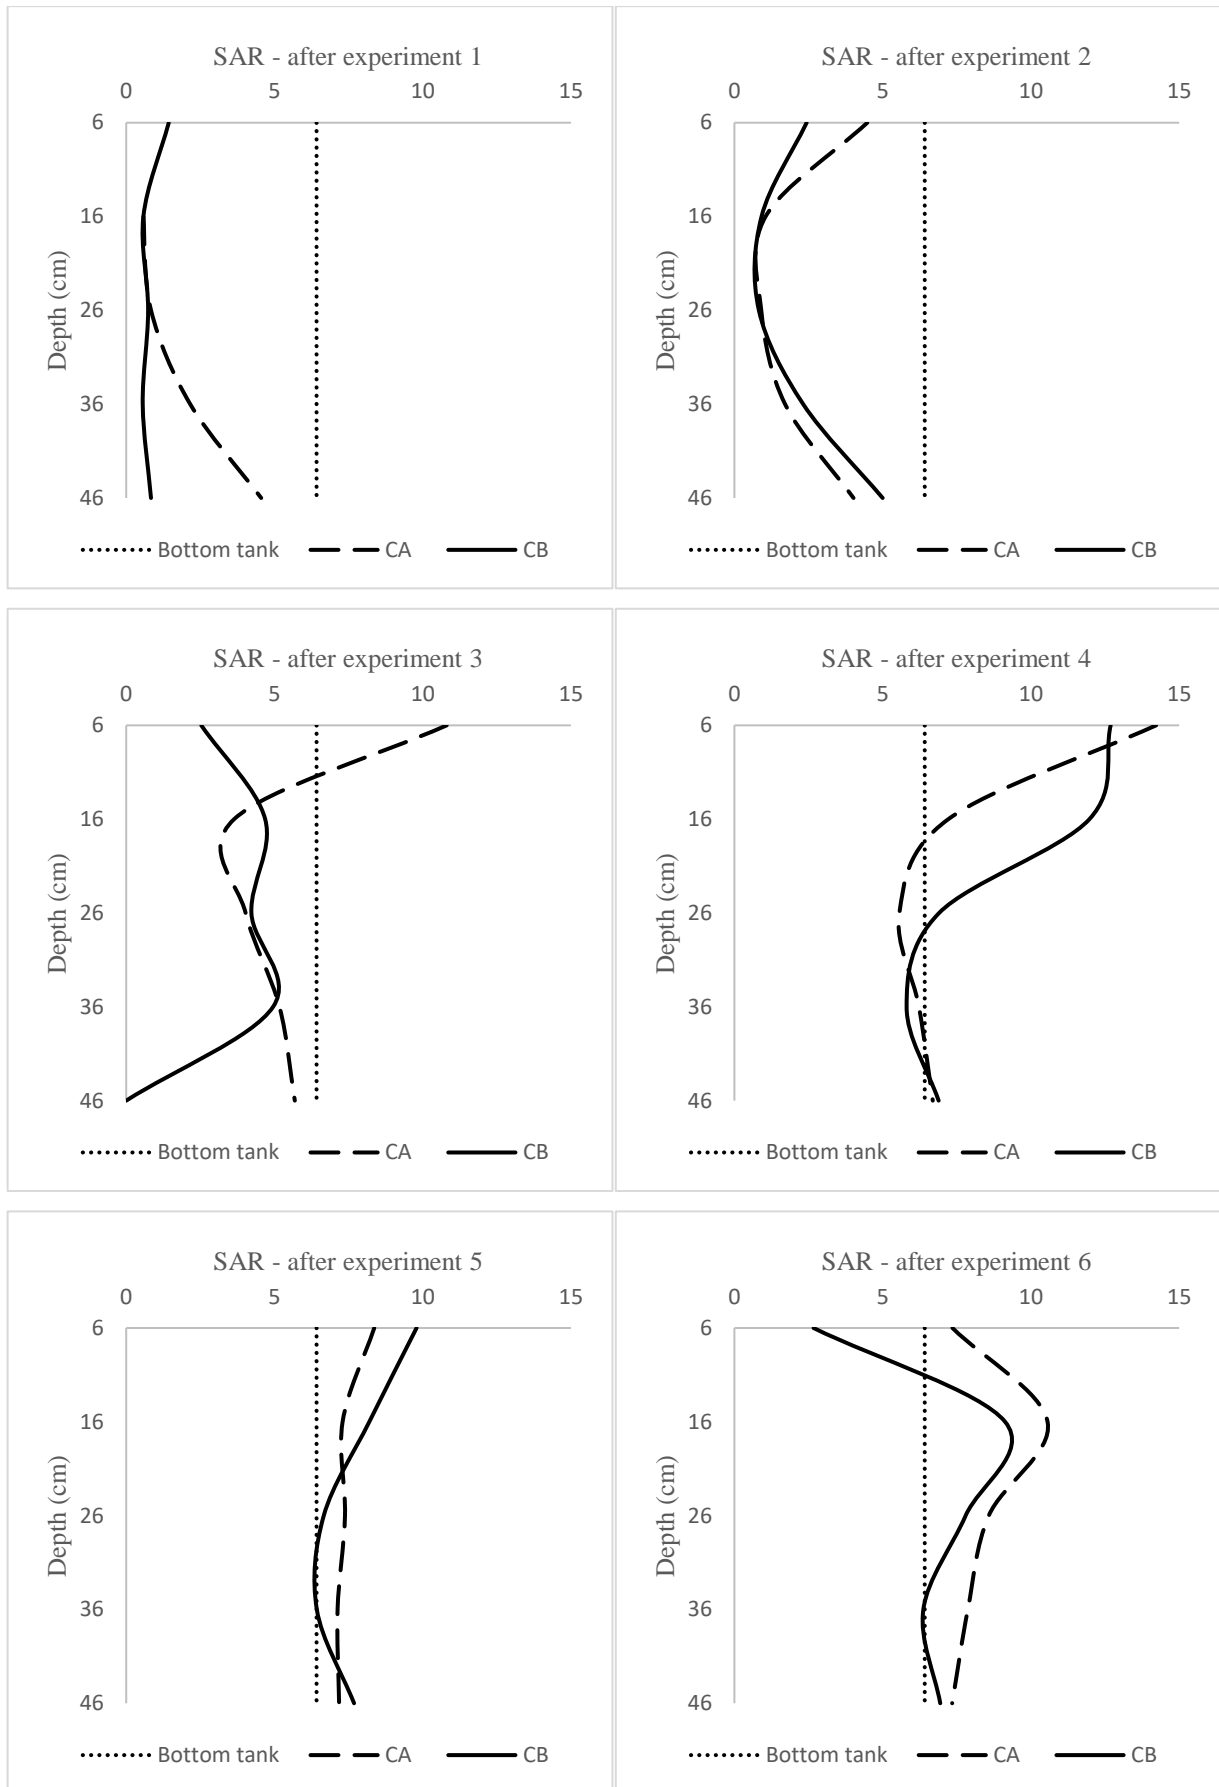 SAR - after experiment 1
0 5 10 15
6
16
26
36
46
Depth (cm)
Bottom tank CA CB
SAR - after experiment 2
0 5 10 15
6
16
26
36
46
Depth (cm)
Bottom tank CA CB
SAR - after experiment 3
0 5 10 15
6
16
26
36
46
Depth (cm)
Bottom tank CA CB
SAR - after experiment 4
0 5 10 15
6
16
26
36
46
Depth (cm)
Bottom tank CA CB
SAR - after experiment 5
0 5 10 15
6
16
26
36
46
Depth (cm)
Bottom tank CA CB
SAR - after experiment 6
0 5 10 15
6
16
26
36
46
Depth (cm)
Bottom tank CA CB